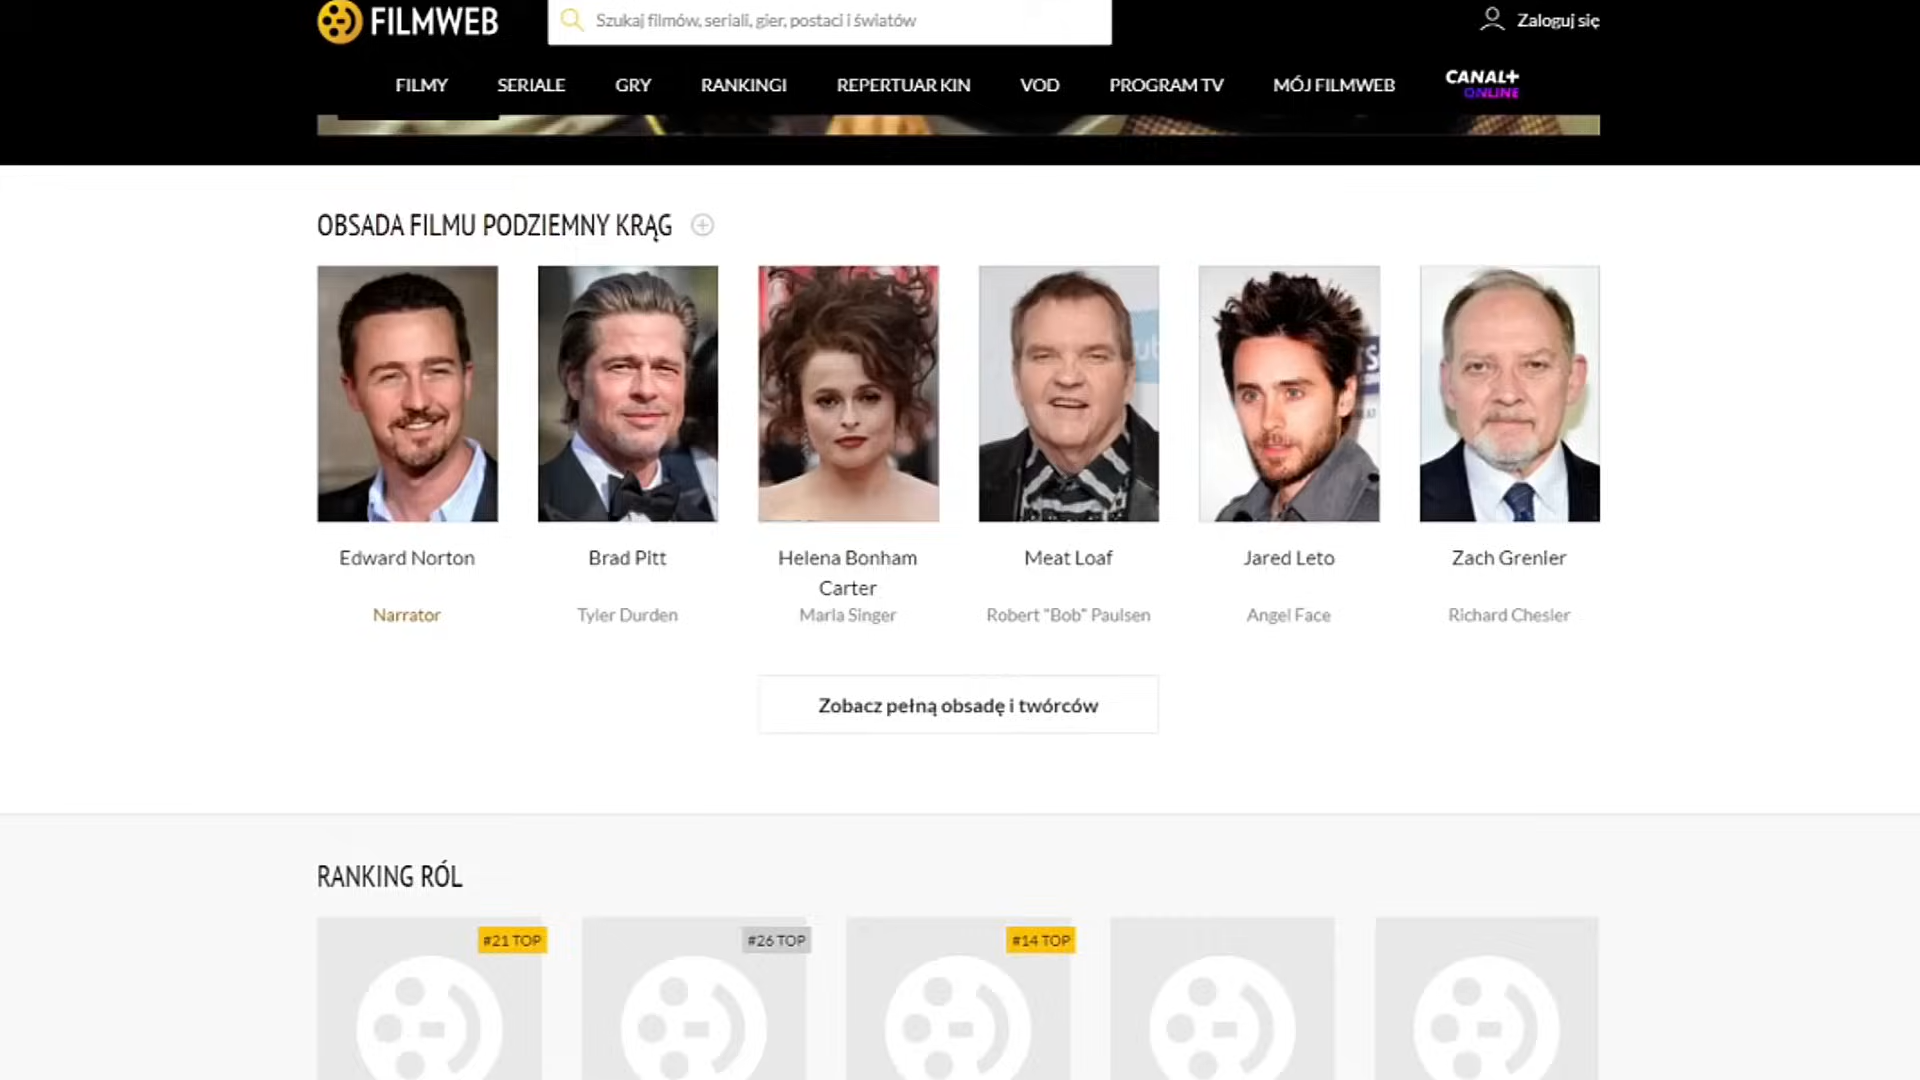 FILMWEB
Szukaj filmów, seriali, gier, postaci i światów
Zaloguj się
FILMY SERIALE GRY RANKINGI REPERTUAR KIN VOD PROGRAM TV MÓJ FILMWEB CANAL+ ONLINE
OBSADA FILMU PODZIEMNY KRĄG
Edward Norton
Narrator
Brad Pitt
Tyler Durden
Helena Bonham
Carter
Marla Singer
Meat Loaf
Robert "Bob" Paulsen
Jared Leto
Angel Face
Zach Grenier
Richard Chesler
Zobacz pełną obsadę i twórców
RANKING RÓL
#21 TOP
#26 TOP
#14 TOP